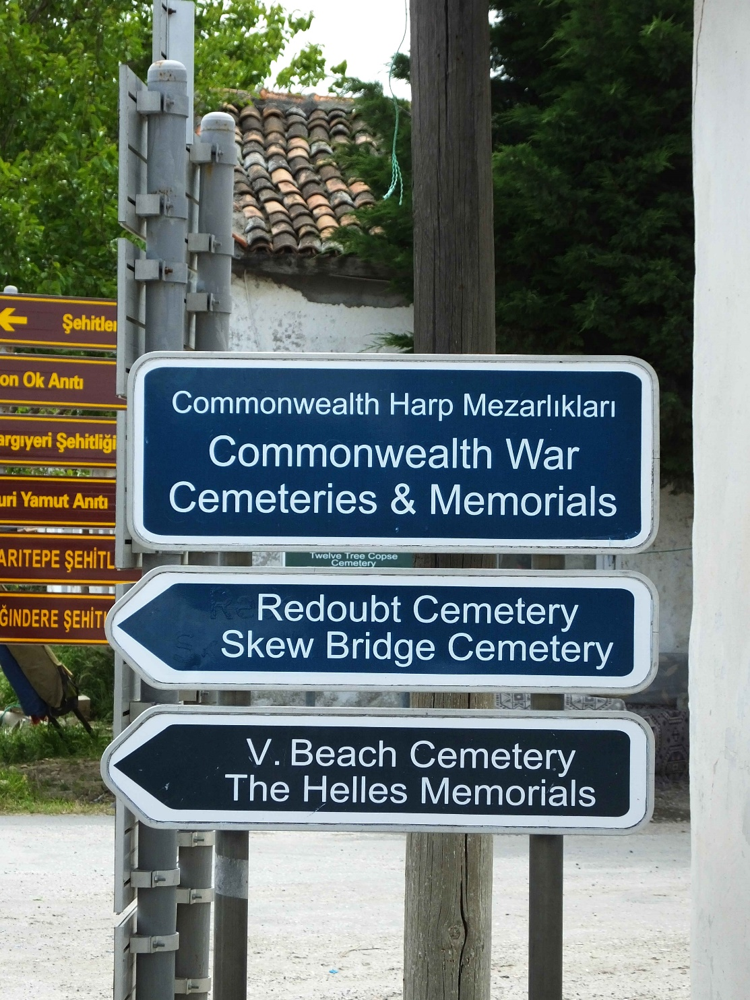 Şehitler
on Ok Anıtı
argıyeri Şehitliği
uri Yamut Anıtı
ARITEPE ŞEHİTL
ĞINDERE ŞEHİTL
Commonwealth Harp Mezarlıkları
Commonwealth War
Cemeteries & Memorials
Twelve Tree Copse
Cemetery
Redoubt Cemetery
Skew Bridge Cemetery
V. Beach Cemetery
The Helles Memorials